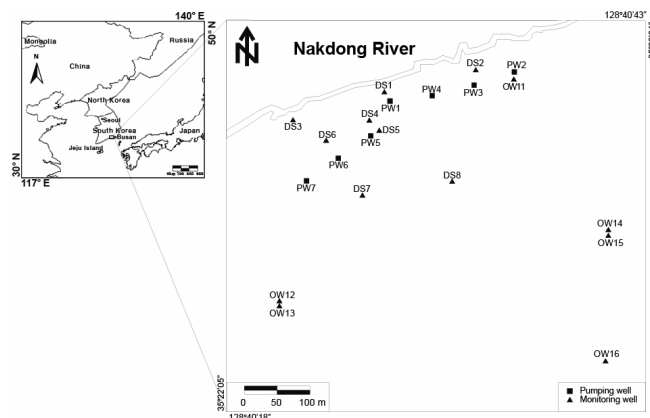 140° E
50° N
Mongolia
Russia
N
China
North Korea
Seoul
South Korea
Busan
Japan
Jeju Island
30° N
117° E
128°40'43"
N
Nakdong River
DS2
PW2
OW11
DS1
PW4
PW3
PW1
DS3
DS4
DS5
DS6
PW5
PW6
PW7
DS7
DS8
OW14
OW15
OW12
OW13
OW16
35°22'05"
0 50 100 m
Pumping well
Monitoring well
128°40'18"